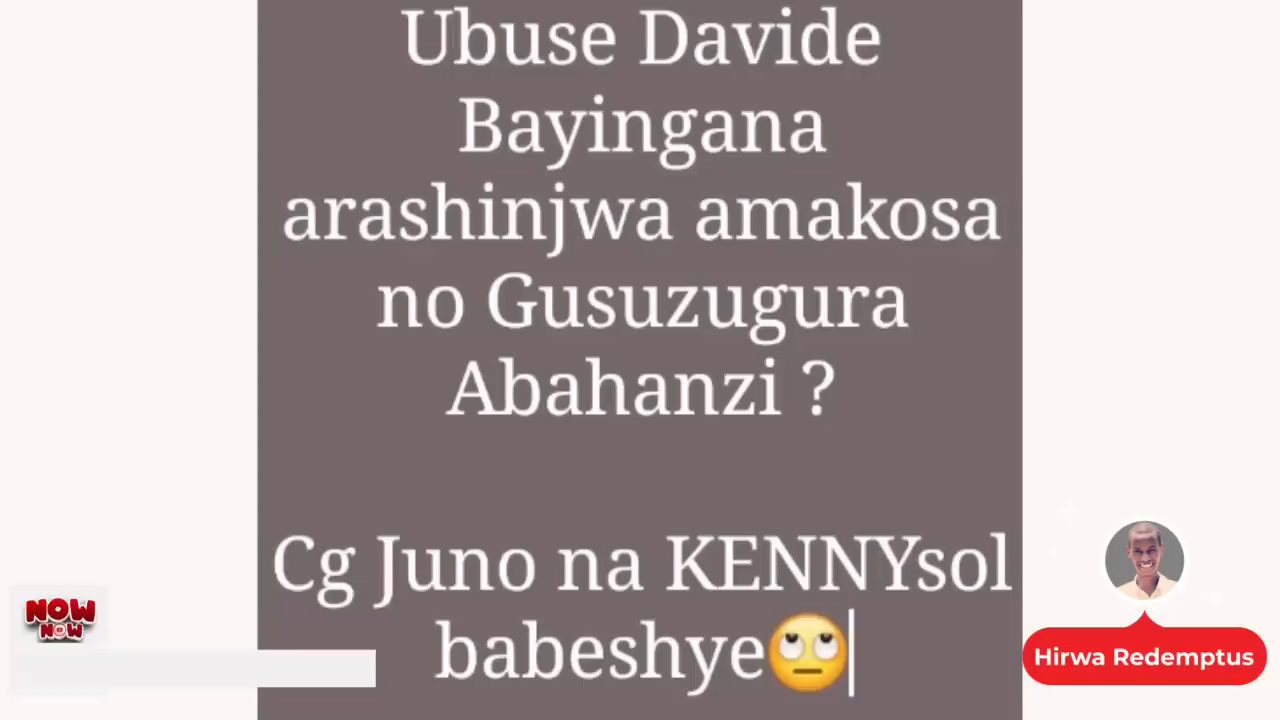 Ubuse Davide
Bayingana
arashinjwa amakosa
no Gusuzugura
Abahanzi ?
Cg Juno na KENNYsol
babeshye🙄
NOW
NOW
Hirwa Redemptus